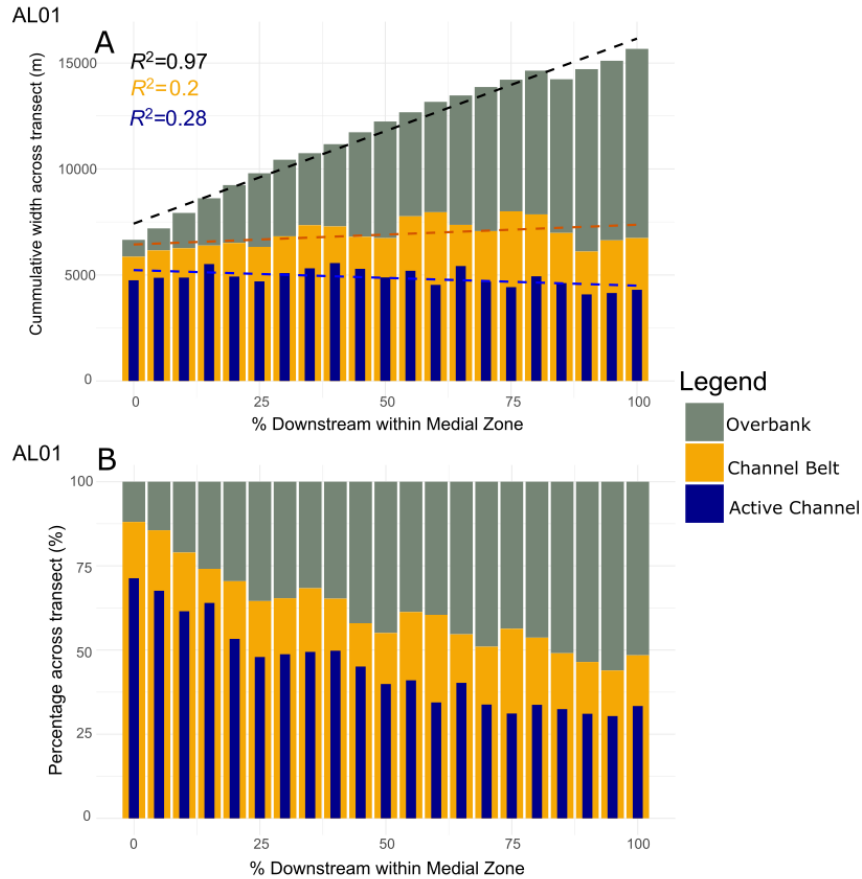 AL01
A
R²=0.97
R²=0.2
R²=0.28
Cummulative width across transect (m)
15000
10000
5000
0
0 25 50 75 100
% Downstream within Medial Zone
Legend
Overbank
Channel Belt
Active Channel
AL01
B
Percentage across transect (%)
100
75
50
25
0
0 25 50 75 100
% Downstream within Medial Zone